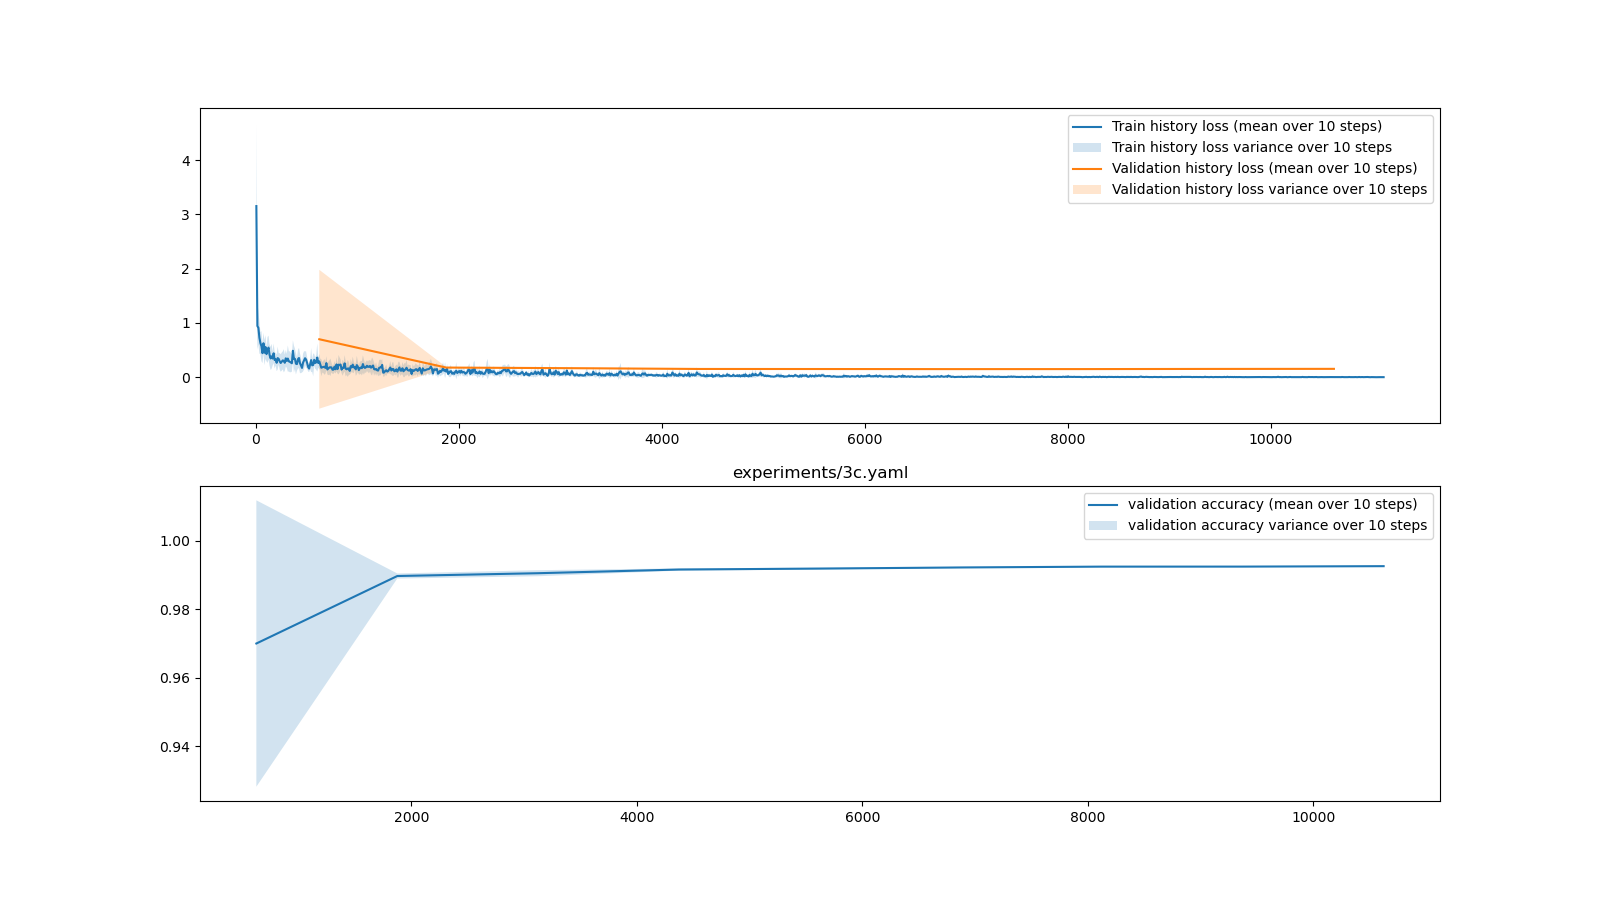 Train history loss (mean over 10 steps)
Train history loss variance over 10 steps
Validation history loss (mean over 10 steps)
Validation history loss variance over 10 steps
4
3
2
1
0
0 2000 4000 6000 8000 10000
experiments/3c.yaml
validation accuracy (mean over 10 steps)
validation accuracy variance over 10 steps
1.00
0.98
0.96
0.94
2000 4000 6000 8000 10000